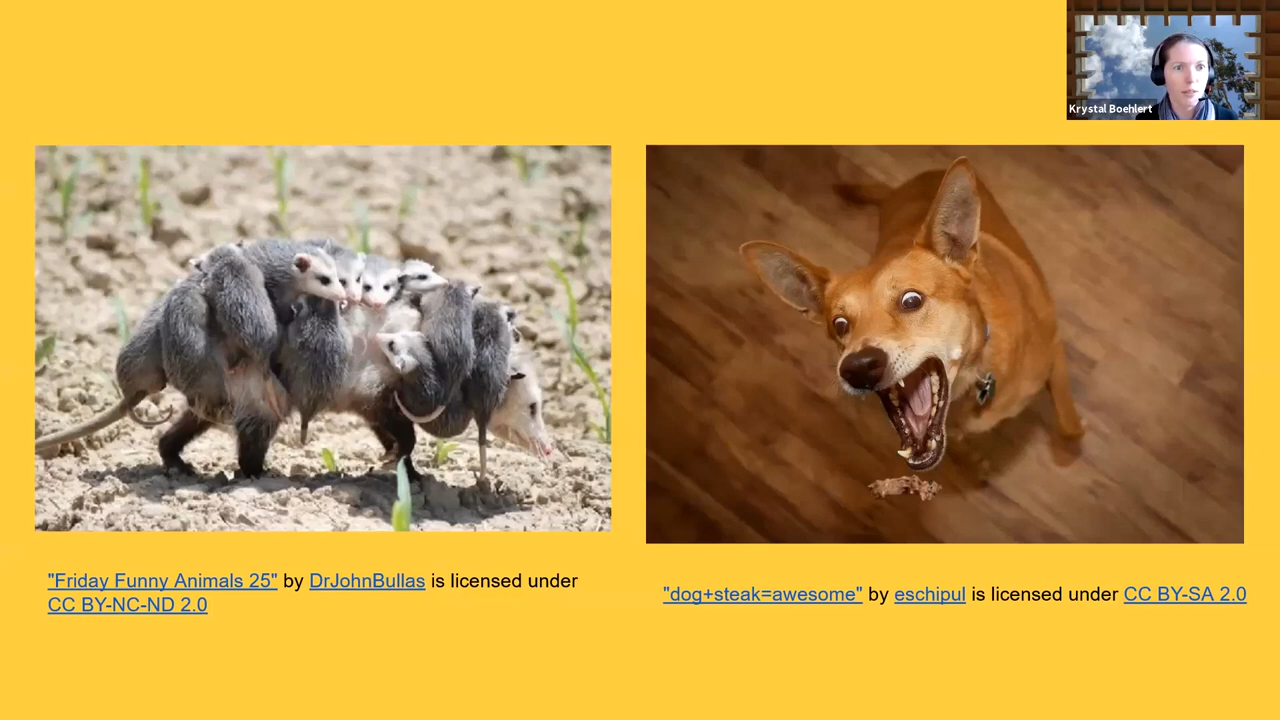 Krystal Boehlert
"Friday Funny Animals 25" by DrJohnBullas is licensed under
CC BY-NC-ND 2.0
"dog+steak=awesome" by eschipul is licensed under CC BY-SA 2.0